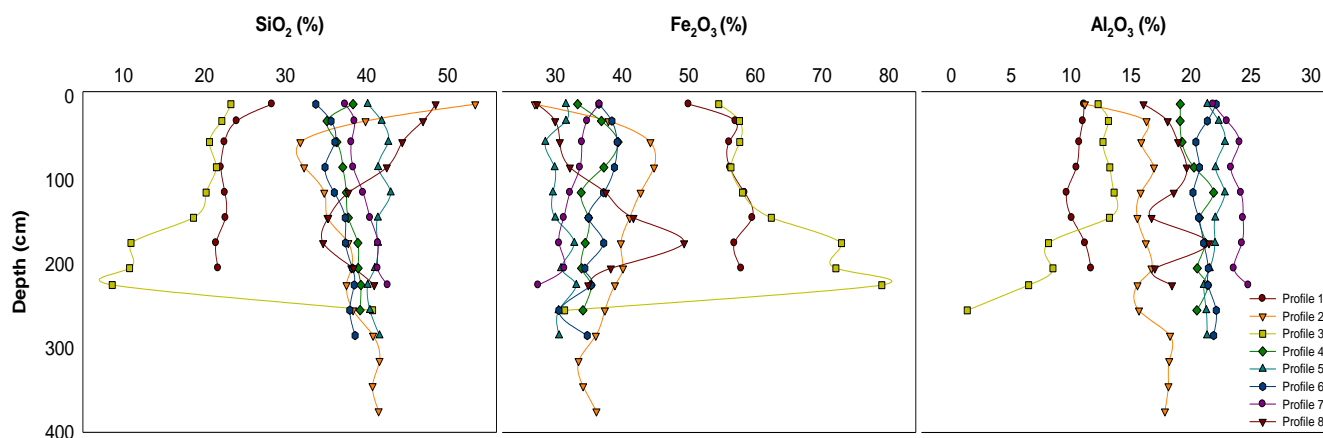 SiO₂ (%)
Fe₂O₃ (%)
Al₂O₃ (%)
10 20 30 40 50
30 40 50 60 70 80
0 5 10 15 20 25 30
Depth (cm)
0
100
200
300
400
Profile 1
Profile 2
Profile 3
Profile 4
Profile 5
Profile 6
Profile 7
Profile 8